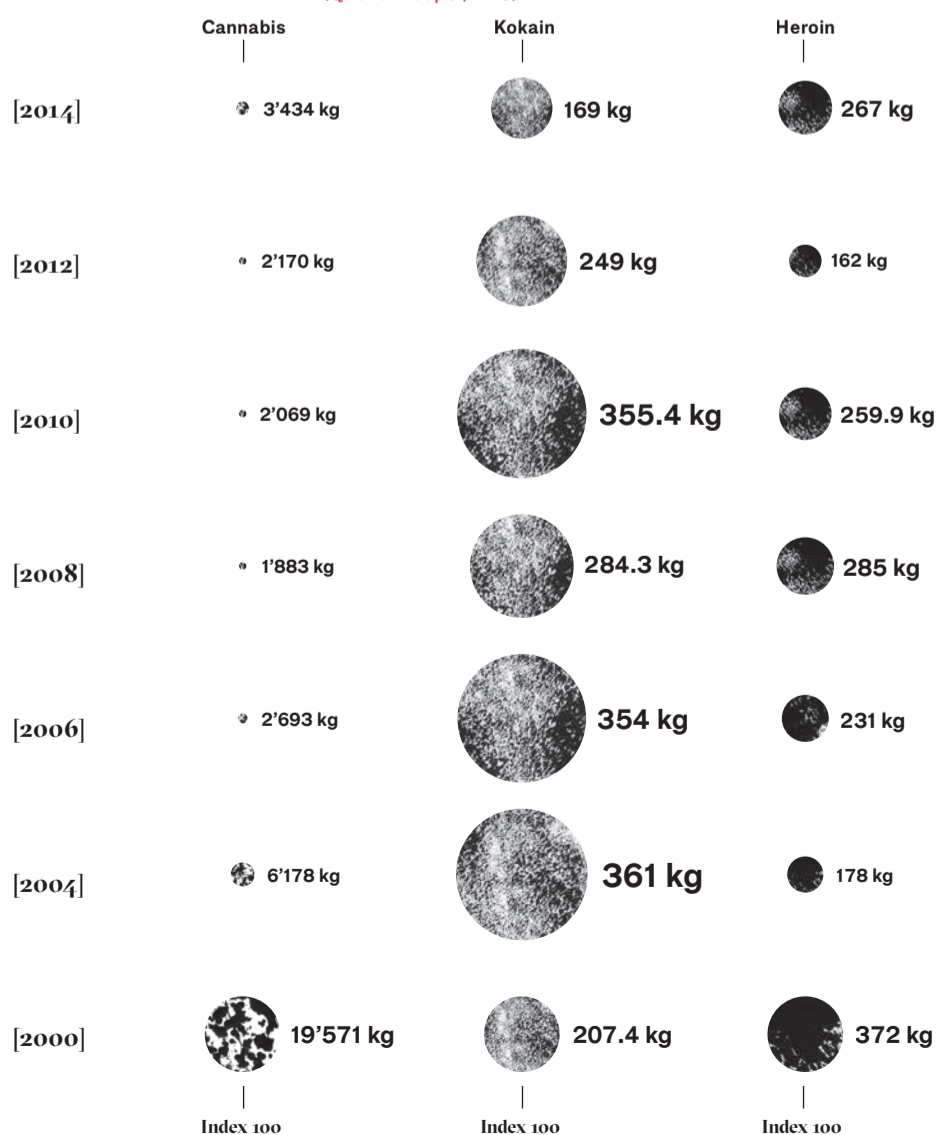 Cannabis Kokain Heroin
[2014] 3’434 kg 169 kg 267 kg
[2012] 2’170 kg 249 kg 162 kg
[2010] 2’069 kg 355.4 kg 259.9 kg
[2008] 1’883 kg 284.3 kg 285 kg
[2006] 2’693 kg 354 kg 231 kg
[2004] 6’178 kg 361 kg 178 kg
[2000] 19’571 kg 207.4 kg 372 kg
Index 100 Index 100 Index 100